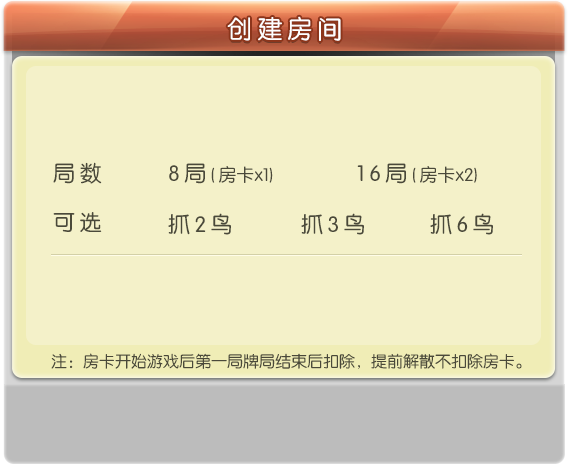 创建房间
局数 8局(房卡x1) 16局(房卡x2)
可选 抓2鸟 抓3鸟 抓6鸟
注：房卡开始游戏后第一局牌局结束后扣除，提前解散不扣除房卡。